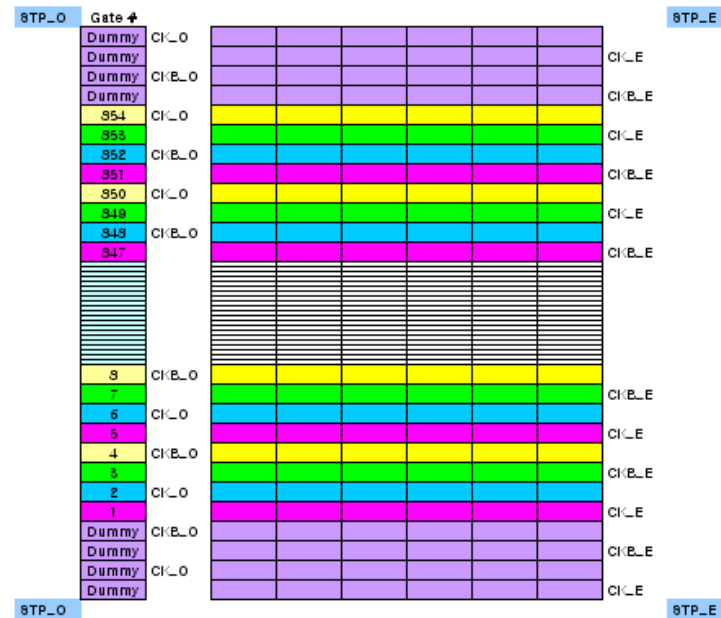 STP_O Gate # STP_E
Dummy CK_O
Dummy CK_E
Dummy CKB_O
Dummy CKB_E
854 CK_O
853 CK_E
852 CKB_O
851 CKB_E
850 CK_O
849 CK_E
848 CKB_O
847 CKB_E
8 CKB_O
7 CKB_E
6 CK_O
5 CK_E
4 CKB_O
3 CKB_E
2 CK_O
1 CK_E
Dummy CKB_O
Dummy CKB_E
Dummy CK_O
Dummy CK_E
STP_O STP_E